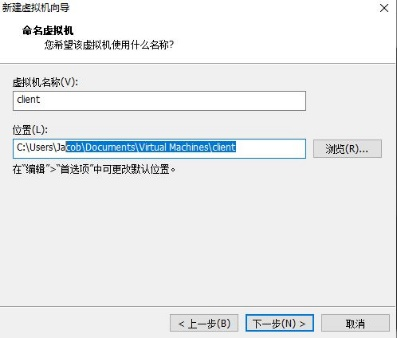 新建虚拟机向导
命名虚拟机
您希望该虚拟机使用什么名称?
虚拟机名称(V):
client
位置(L):
C:\Users\Jacob\Documents\Virtual Machines\client
浏览(R)...
在“编辑”>“首选项”中可更改默认位置。
< 上一步(B)
下一步(N) >
取消